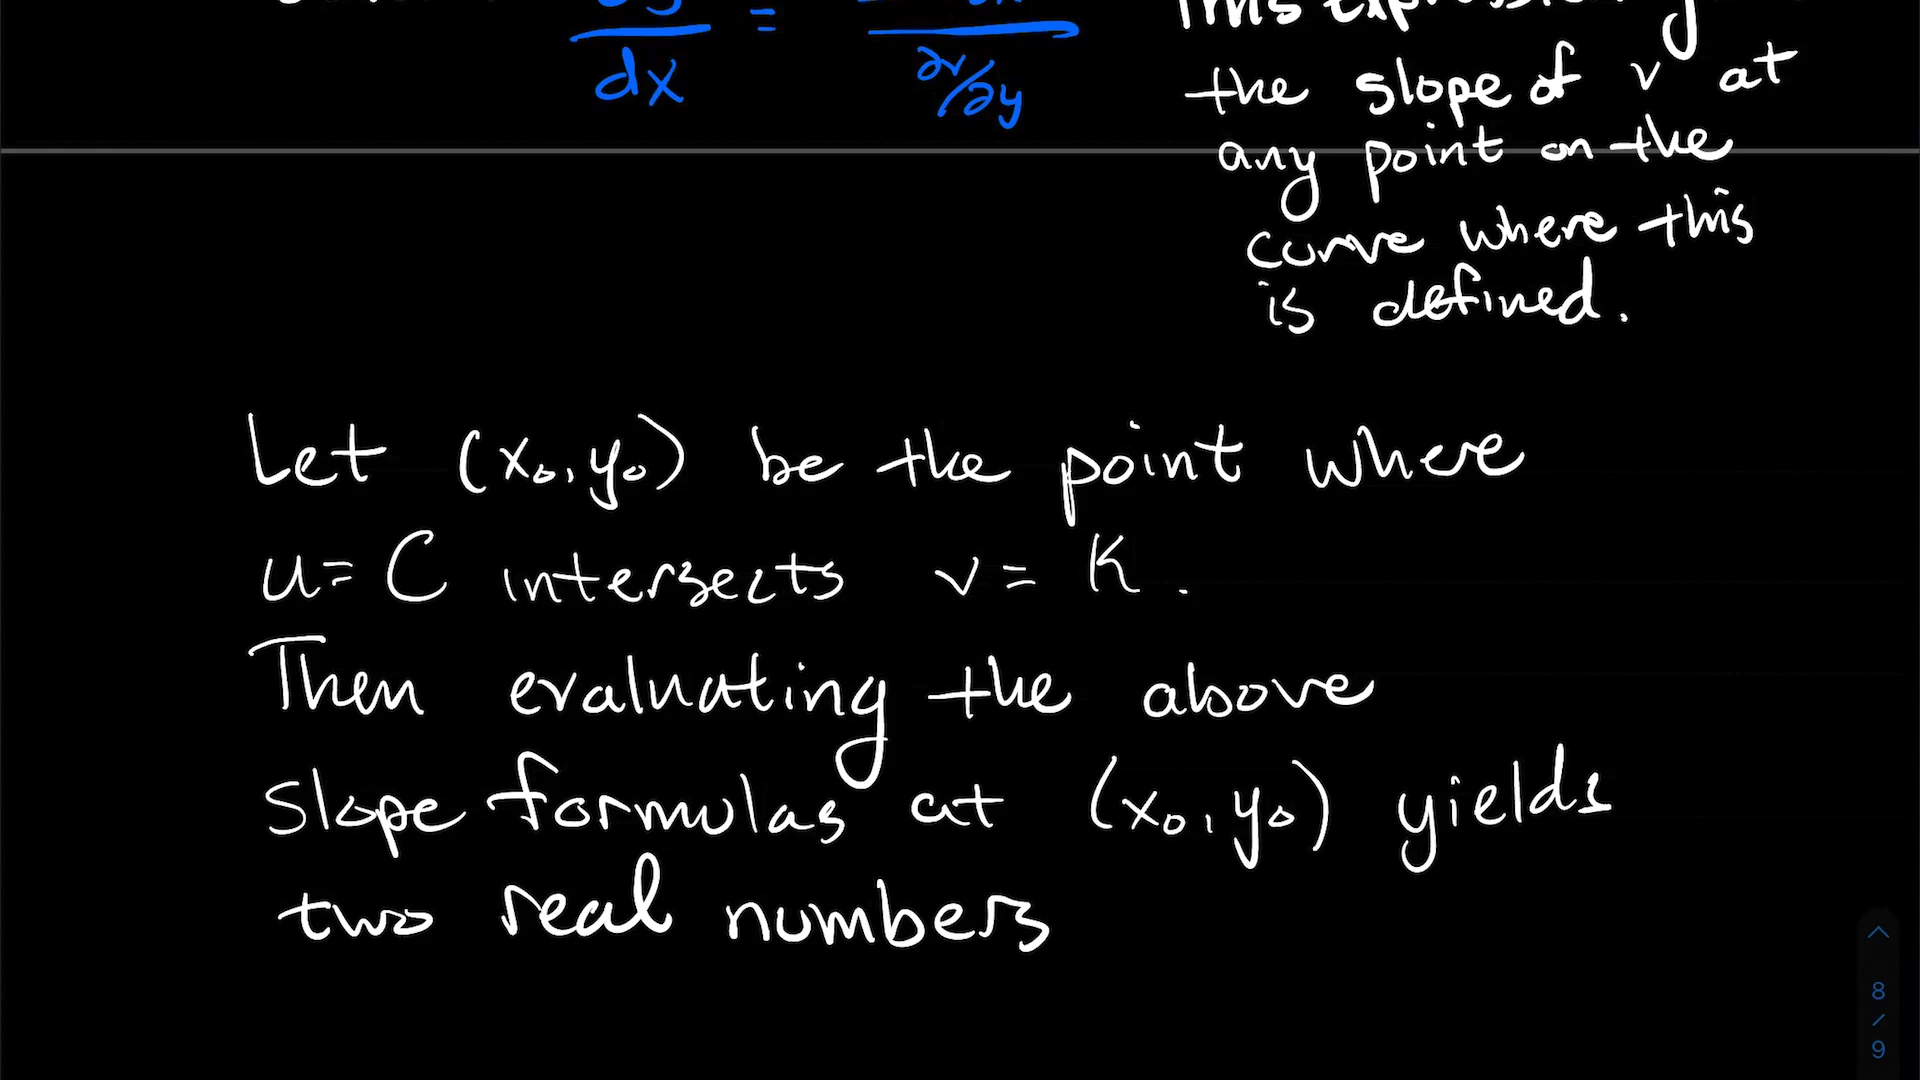 This
dx = ∂v/∂y
the slope of v at
any point on the
curve where this
is defined.
Let (x₀, y₀) be the point where
u = C intersects v = K.
Then evaluating the above
slope formulas at (x₀, y₀) yields
two real numbers
8
/
9